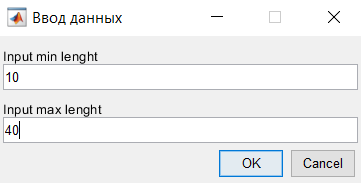 Ввод данных
Input min lenght
10
Input max lenght
40
OK Cancel